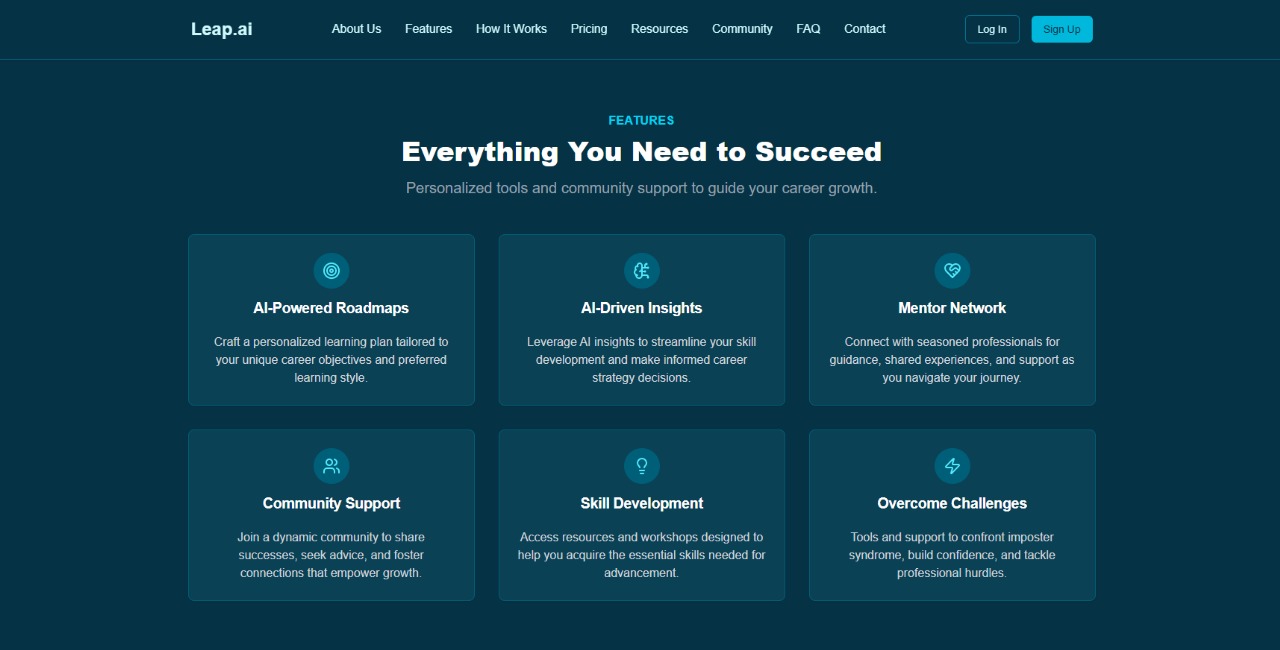 Leap.ai
About Us Features How It Works Pricing Resources Community FAQ Contact
Log In Sign Up
FEATURES
Everything You Need to Succeed
Personalized tools and community support to guide your career growth.
AI-Powered Roadmaps
Craft a personalized learning plan tailored to
your unique career objectives and preferred
learning style.
AI-Driven Insights
Leverage AI insights to streamline your skill
development and make informed career
strategy decisions.
Mentor Network
Connect with seasoned professionals for
guidance, shared experiences, and support as
you navigate your journey.
Community Support
Join a dynamic community to share
successes, seek advice, and foster
connections that empower growth.
Skill Development
Access resources and workshops designed to
help you acquire the essential skills needed for
advancement.
Overcome Challenges
Tools and support to confront imposter
syndrome, build confidence, and tackle
professional hurdles.